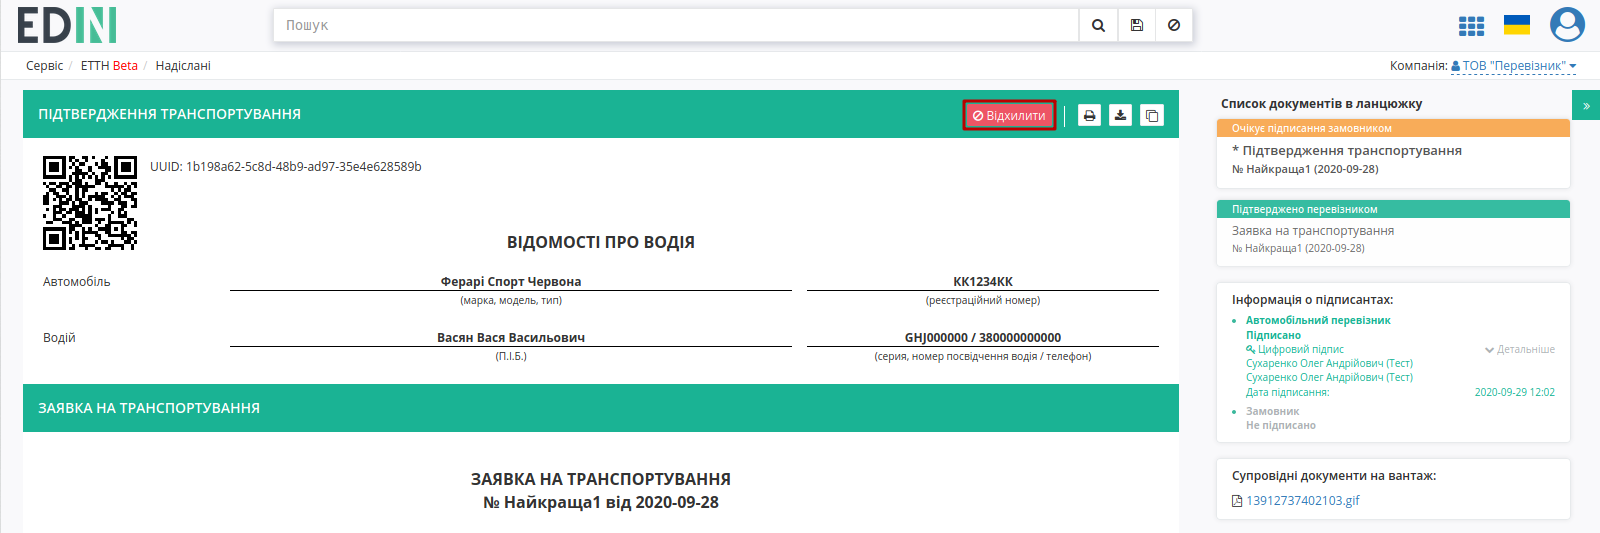 EDIN
Пошук
Сервіс / ЕТТН Beta / Надіслані
Компанія: ТОВ "Перевізник"
ПІДТВЕРДЖЕННЯ ТРАНСПОРТУВАННЯ
Відхилити
UUID: 1b198a62-5c8d-48b9-ad97-35e4e628589b
ВІДОМОСТІ ПРО ВОДІЯ
Автомобіль
Ферарі Спорт Червона
КК1234КК
(марка, модель, тип)
(реєстраційний номер)
Водій
Васян Вася Васильович
GHJ000000 / 380000000000
(П.І.Б.)
(серия, номер посвідчення водія / телефон)
ЗАЯВКА НА ТРАНСПОРТУВАННЯ
ЗАЯВКА НА ТРАНСПОРТУВАННЯ
№ Найкраща1 від 2020-09-28
Список документів в ланцюжку
»
Очікує підписання замовником
* Підтвердження транспортування
№ Найкраща1 (2020-09-28)
Підтверджено перевізником
Заявка на транспортування
№ Найкраща1 (2020-09-28)
Інформація о підписантах:
Автомобільний перевізник
Підписано
Цифровий підпис
Детальніше
Сухаренко Олег Андрійович (Тест)
Сухаренко Олег Андрійович (Тест)
Дата підписання: 2020-09-29 12:02
Замовник
Не підписано
Супровідні документи на вантаж:
13912737402103.gif